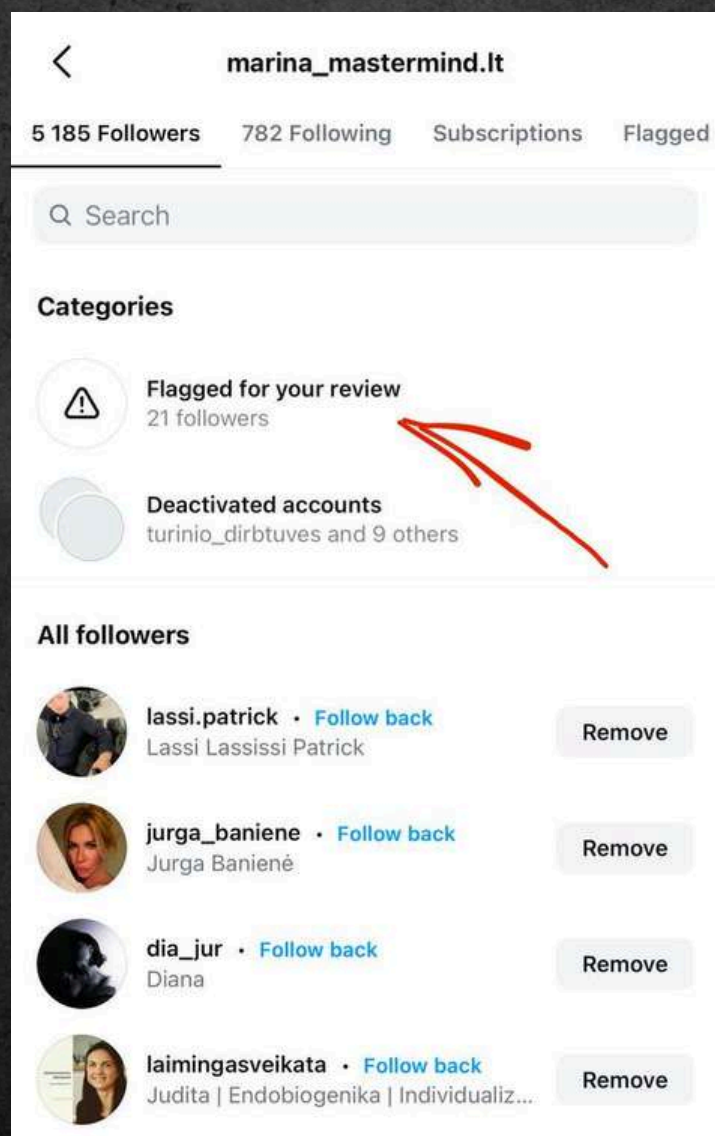 marina_mastermind.lt
5 185 Followers 782 Following Subscriptions Flagged
Search
Categories
Flagged for your review
21 followers
Deactivated accounts
turinio_dirbtuves and 9 others
All followers
lassi.patrick · Follow back
Lassi Lassissi Patrick
Remove
jurga_baniene · Follow back
Jurga Banienė
Remove
dia_jur · Follow back
Diana
Remove
laimingasveikata · Follow back
Judita | Endobiogenika | Individualiz...
Remove